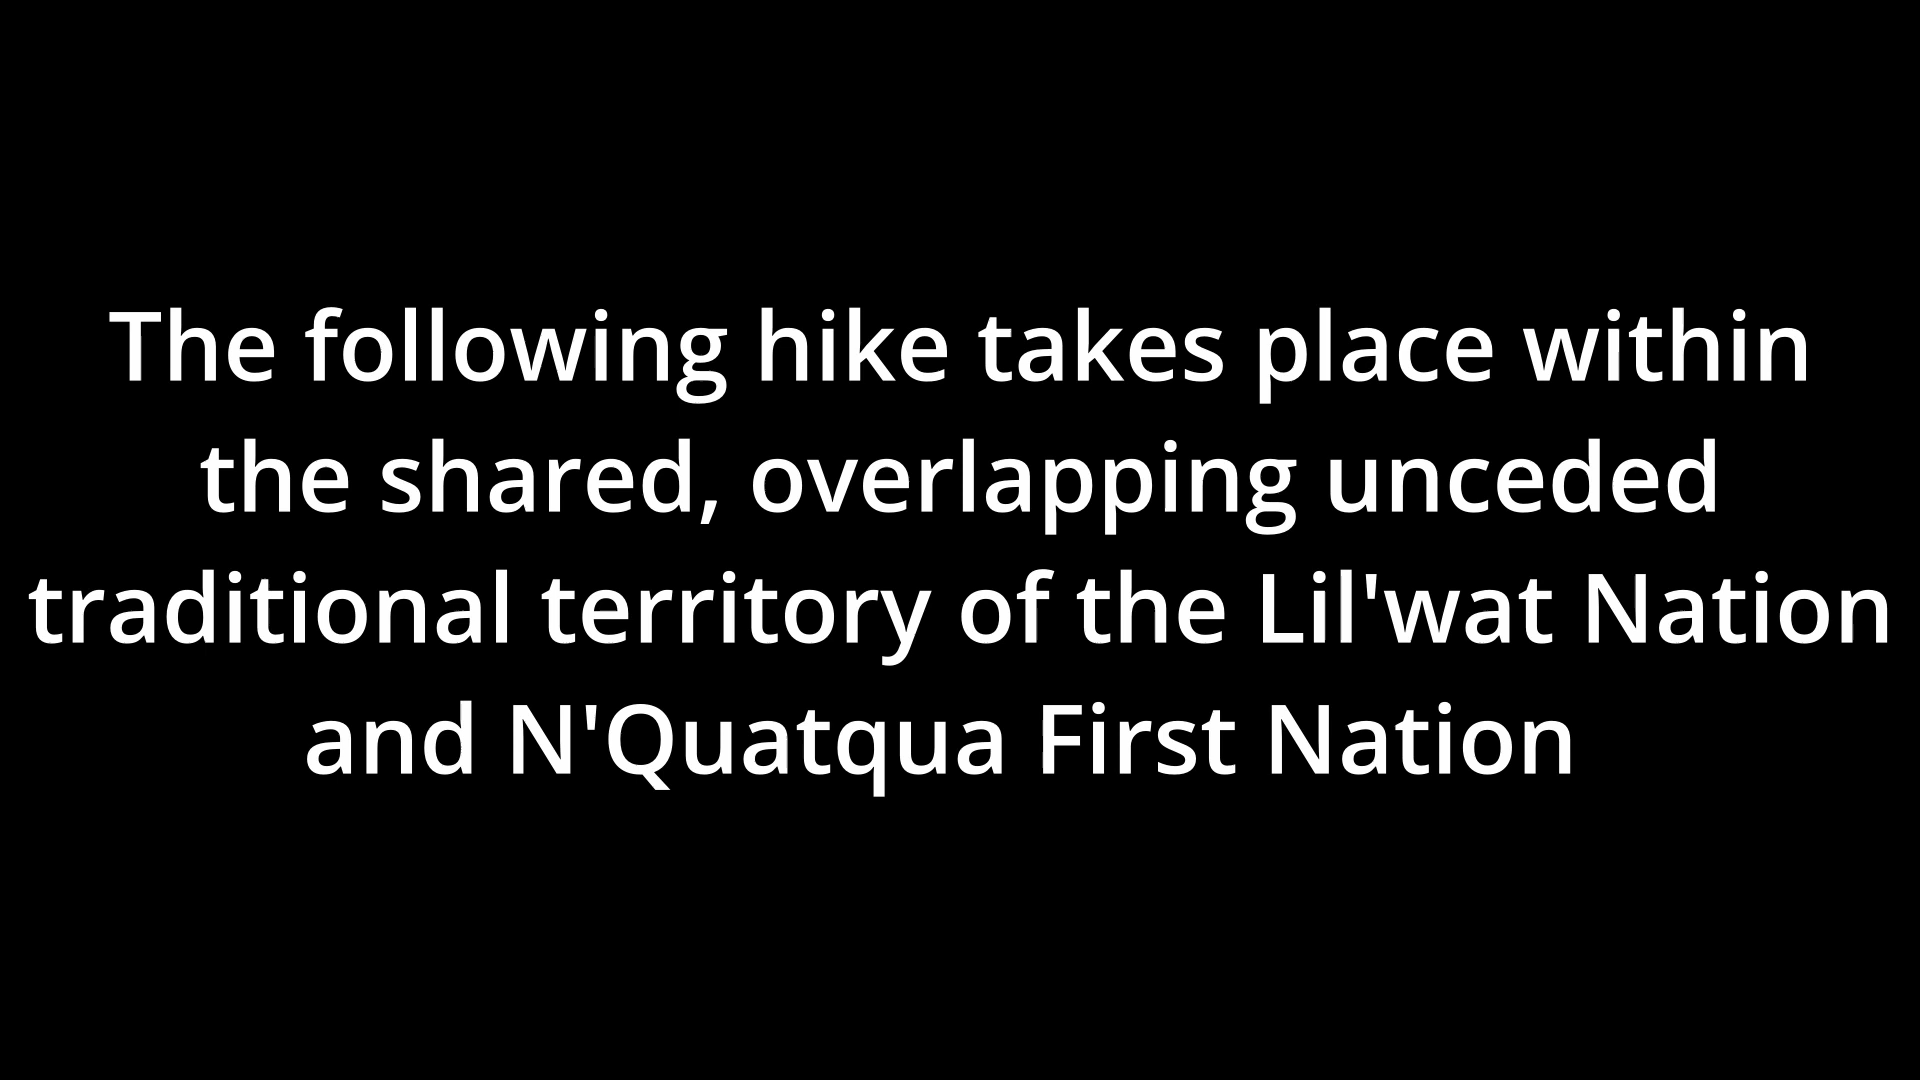 The following hike takes place within
the shared, overlapping unceded
traditional territory of the Lil'wat Nation
and N'Quatqua First Nation